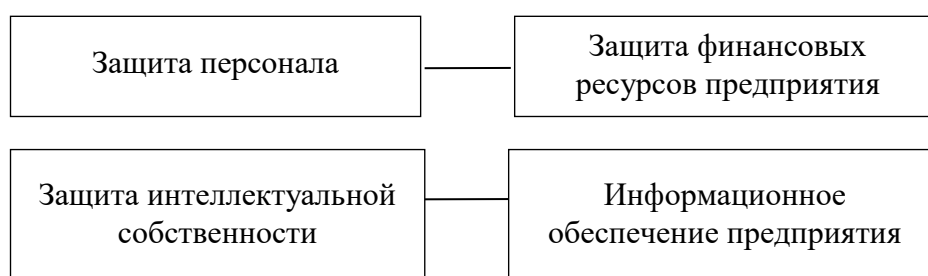 Защита персонала
Защита финансовых
ресурсов предприятия
Защита интеллектуальной
собственности
Информационное
обеспечение предприятия